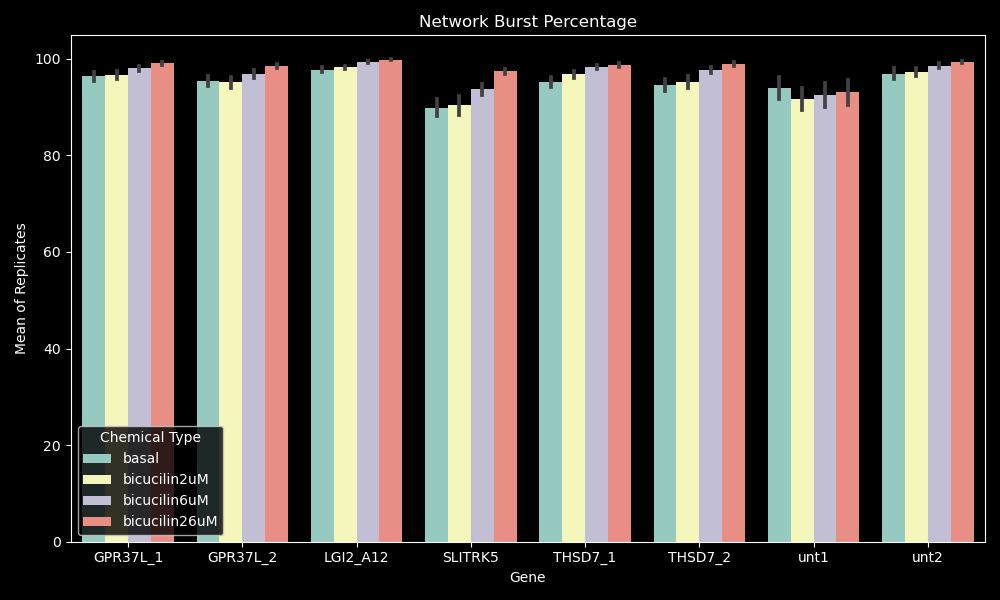 Network Burst Percentage
Mean of Replicates
100
80
60
40
20
0
Chemical Type
basal
bicucilin2uM
bicucilin6uM
bicucilin26uM
GPR37L_1 GPR37L_2 LGI2_A12 SLITRK5 THSD7_1 THSD7_2 unt1 unt2
Gene